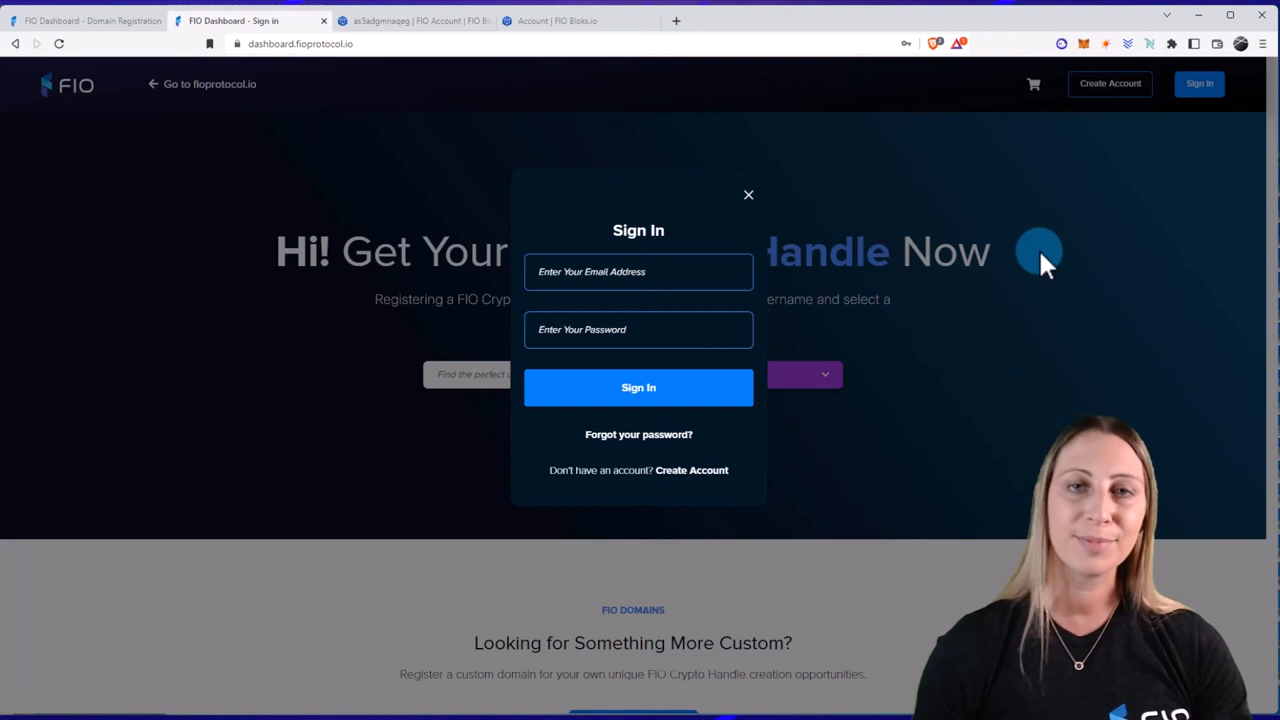 FIO Dashboard - Domain Registration
FIO Dashboard - Sign in
as5adgmnaqeg | FIO Account | FIO Blo
Account | FIO Bloks.io
dashboard.fioprotocol.io
FIO
Go to fioprotocol.io
Create Account
Sign In
Sign In
Hi! Get Your Handle Now
Enter Your Email Address
Registering a FIO Cryp
ername and select a
Enter Your Password
Find the perfect u
Sign In
Forgot your password?
Don't have an account? Create Account
FIO DOMAINS
Looking for Something More Custom?
Register a custom domain for your own unique FIO Crypto Handle creation opportunities.
FIO